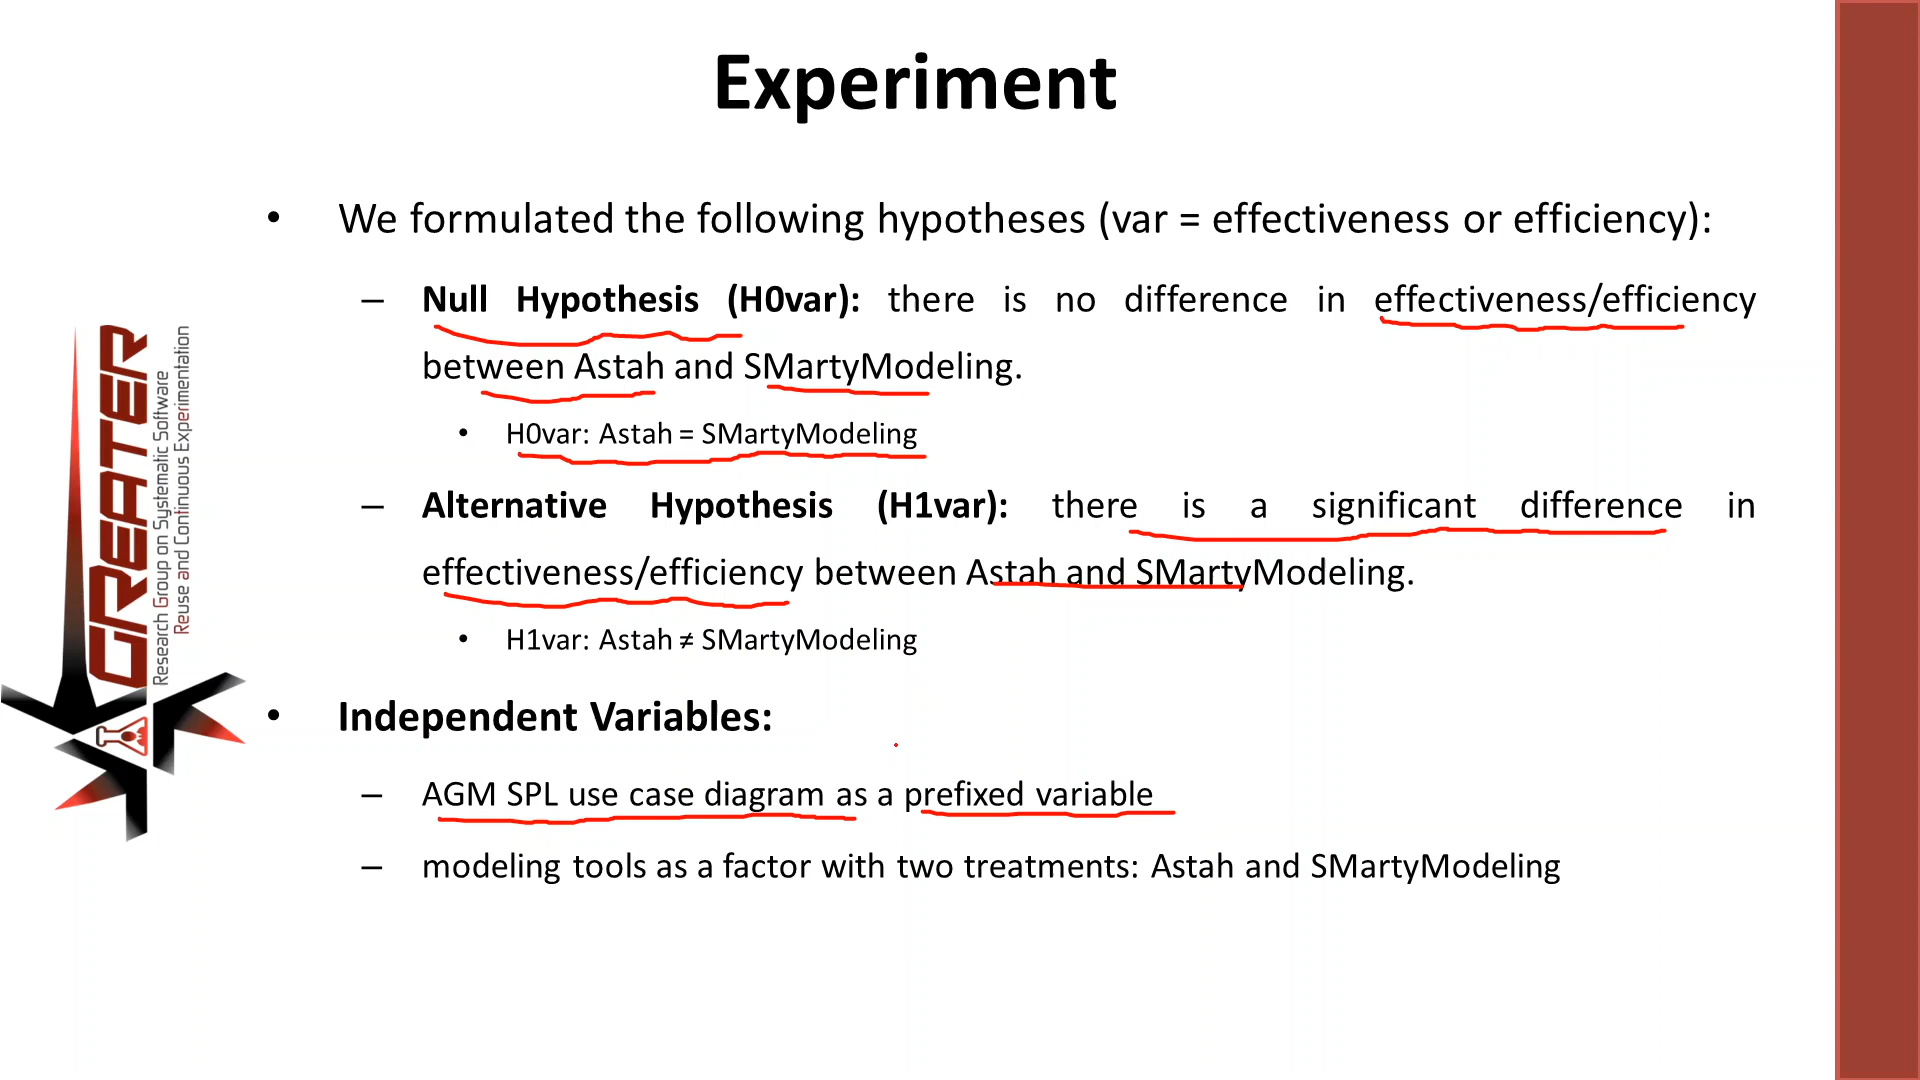 Experiment
• We formulated the following hypotheses (var = effectiveness or efficiency):
– Null Hypothesis (H0var): there is no difference in effectiveness/efficiency
between Astah and SMartyModeling.
• H0var: Astah = SMartyModeling
– Alternative Hypothesis (H1var): there is a significant difference in
effectiveness/efficiency between Astah and SMartyModeling.
• H1var: Astah ≠ SMartyModeling
• Independent Variables:
– AGM SPL use case diagram as a prefixed variable
– modeling tools as a factor with two treatments: Astah and SMartyModeling
GREATER
Research Group on Systematic Software
Reuse and Continuous Experimentation